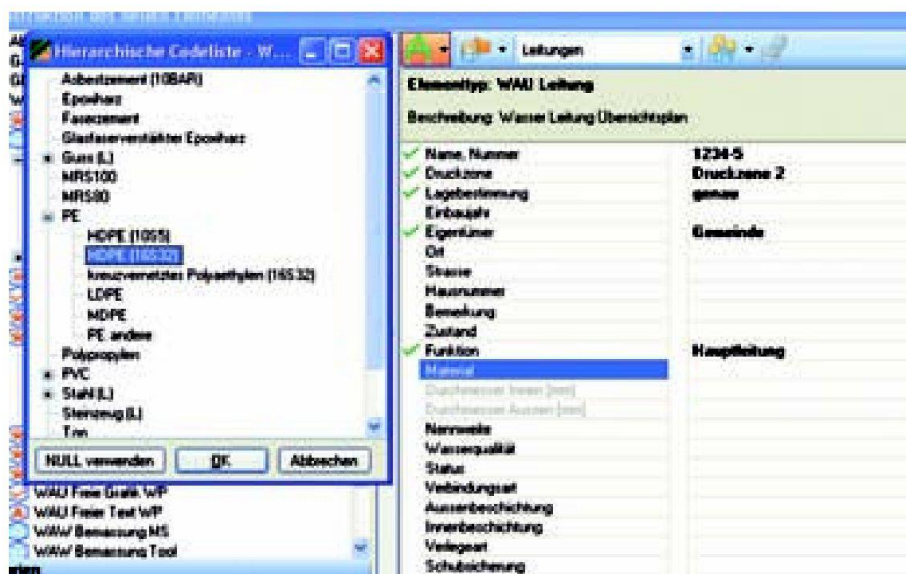 Hierarchische Codeliste - W...
Asbestzement (10BAR)
Epoxiharz
Faserzement
Glasfaserverstärkter Epoxiharz
Guss (L)
MRS100
MRS80
PE
HDPE (10S5)
HDPE (16S32)
kreuzvernetztes Polyaethylen (16S32)
LDPE
MDPE
PE andere
Polypropylen
PVC
Stahl (L)
Steinzeug (L)
Ton
NULL verwenden
OK
Abbrechen
WAU Freie Grafik WP
WAU Freier Text WP
WAW Bemassung MS
WAW Bemassung Tool
Leitungen
Elementtyp: WAU Leitung
Beschreibung: Wasser Leitung Übersichtsplan
Name, Nummer 1234-5
Druckzone Druckzone 2
Lagebestimmung genau
Einbaujahr
Eigentümer Gemeinde
Ort
Strasse
Hausnummer
Bemerkung
Zustand
Funktion Hauptleitung
Material
Durchmesser Innen [mm]
Durchmesser Aussen [mm]
Nennweite
Wasserqualität
Status
Verbindungsart
Aussenbeschichtung
Innenbeschichtung
Verlegeart
Schubsicherung